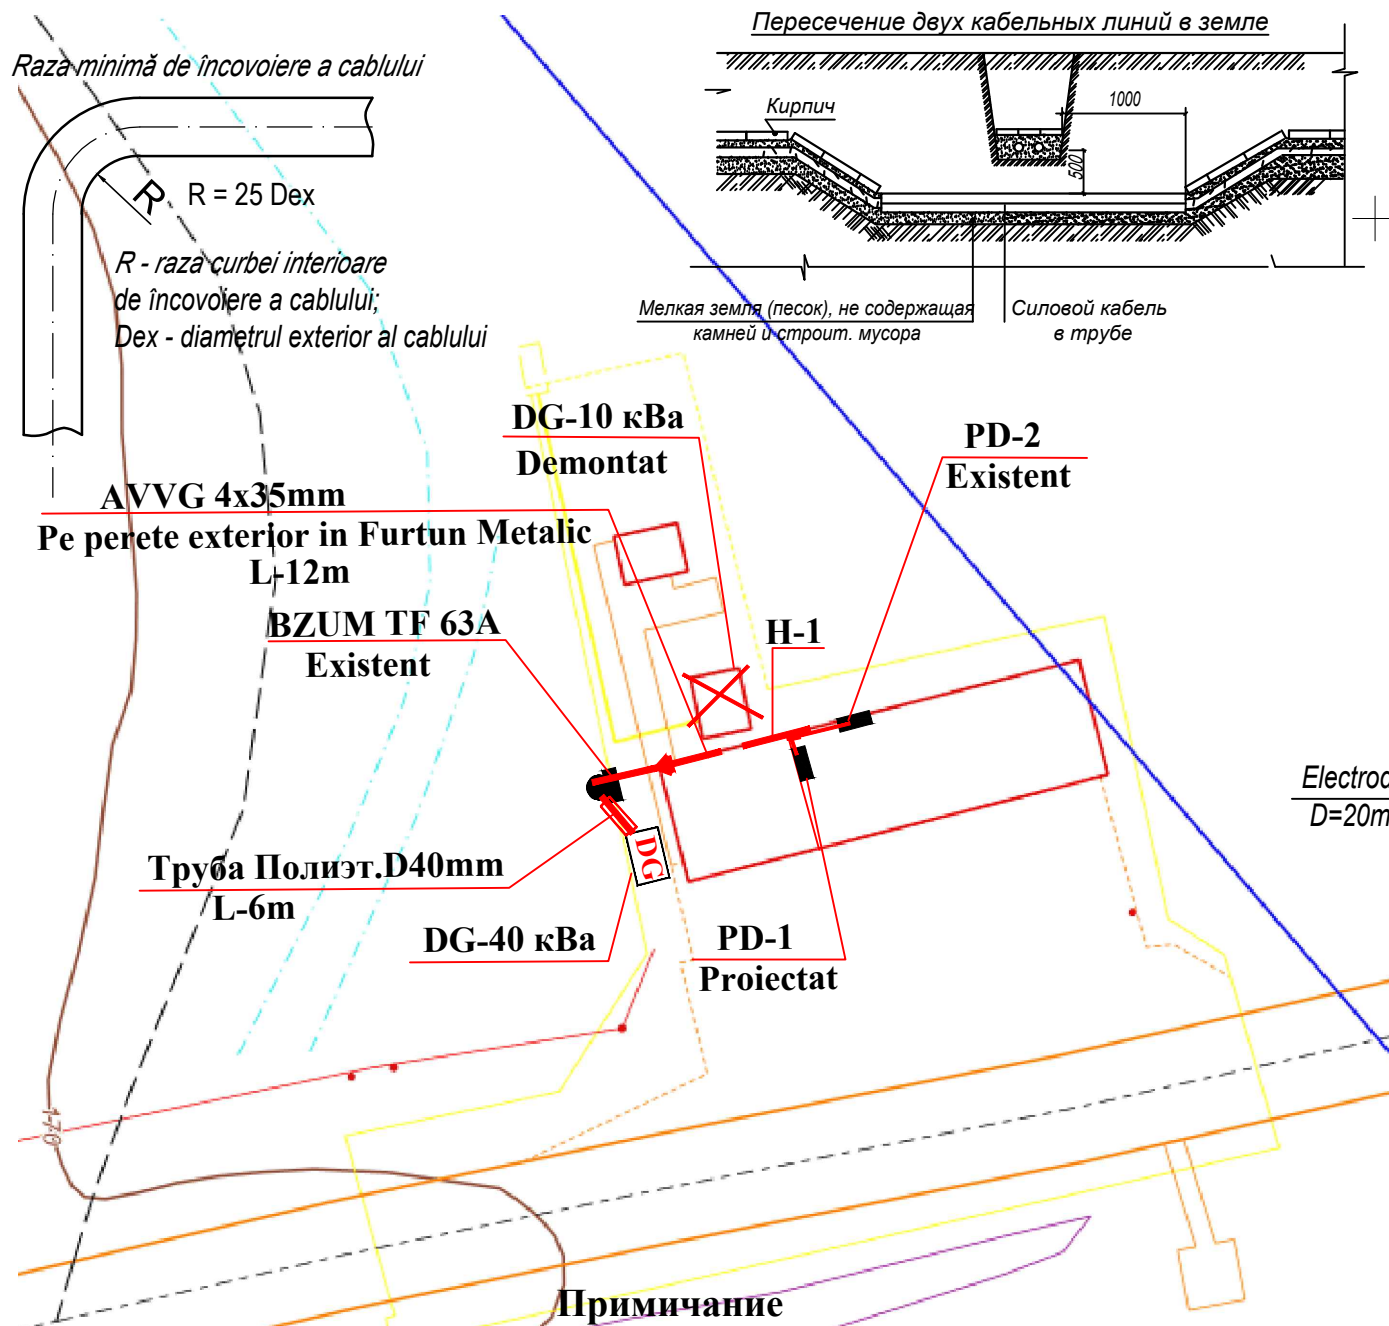 Пересечение двух кабельных линий в земле
Raza minimă de încovoiere a cablului
Кирпич
1000
500
R
R = 25 Dex
R - raza curbei interioare
de încovoiere a cablului;
Dex - diametrul exterior al cablului
Мелкая земля (песок), не содержащая
камней и строит. мусора
Силовой кабель
в трубе
DG-10 кВа
Demontat
PD-2
Existent
AVVG 4x35mm
Pe perete exterior in Furtun Metalic
L-12m
BZUM TF 63A
Existent
H-1
Electrod
D=20m
Труба Полиэт.D40mm
L-6m
DG
DG-40 кВа
PD-1
Proiectat
170
Примичание